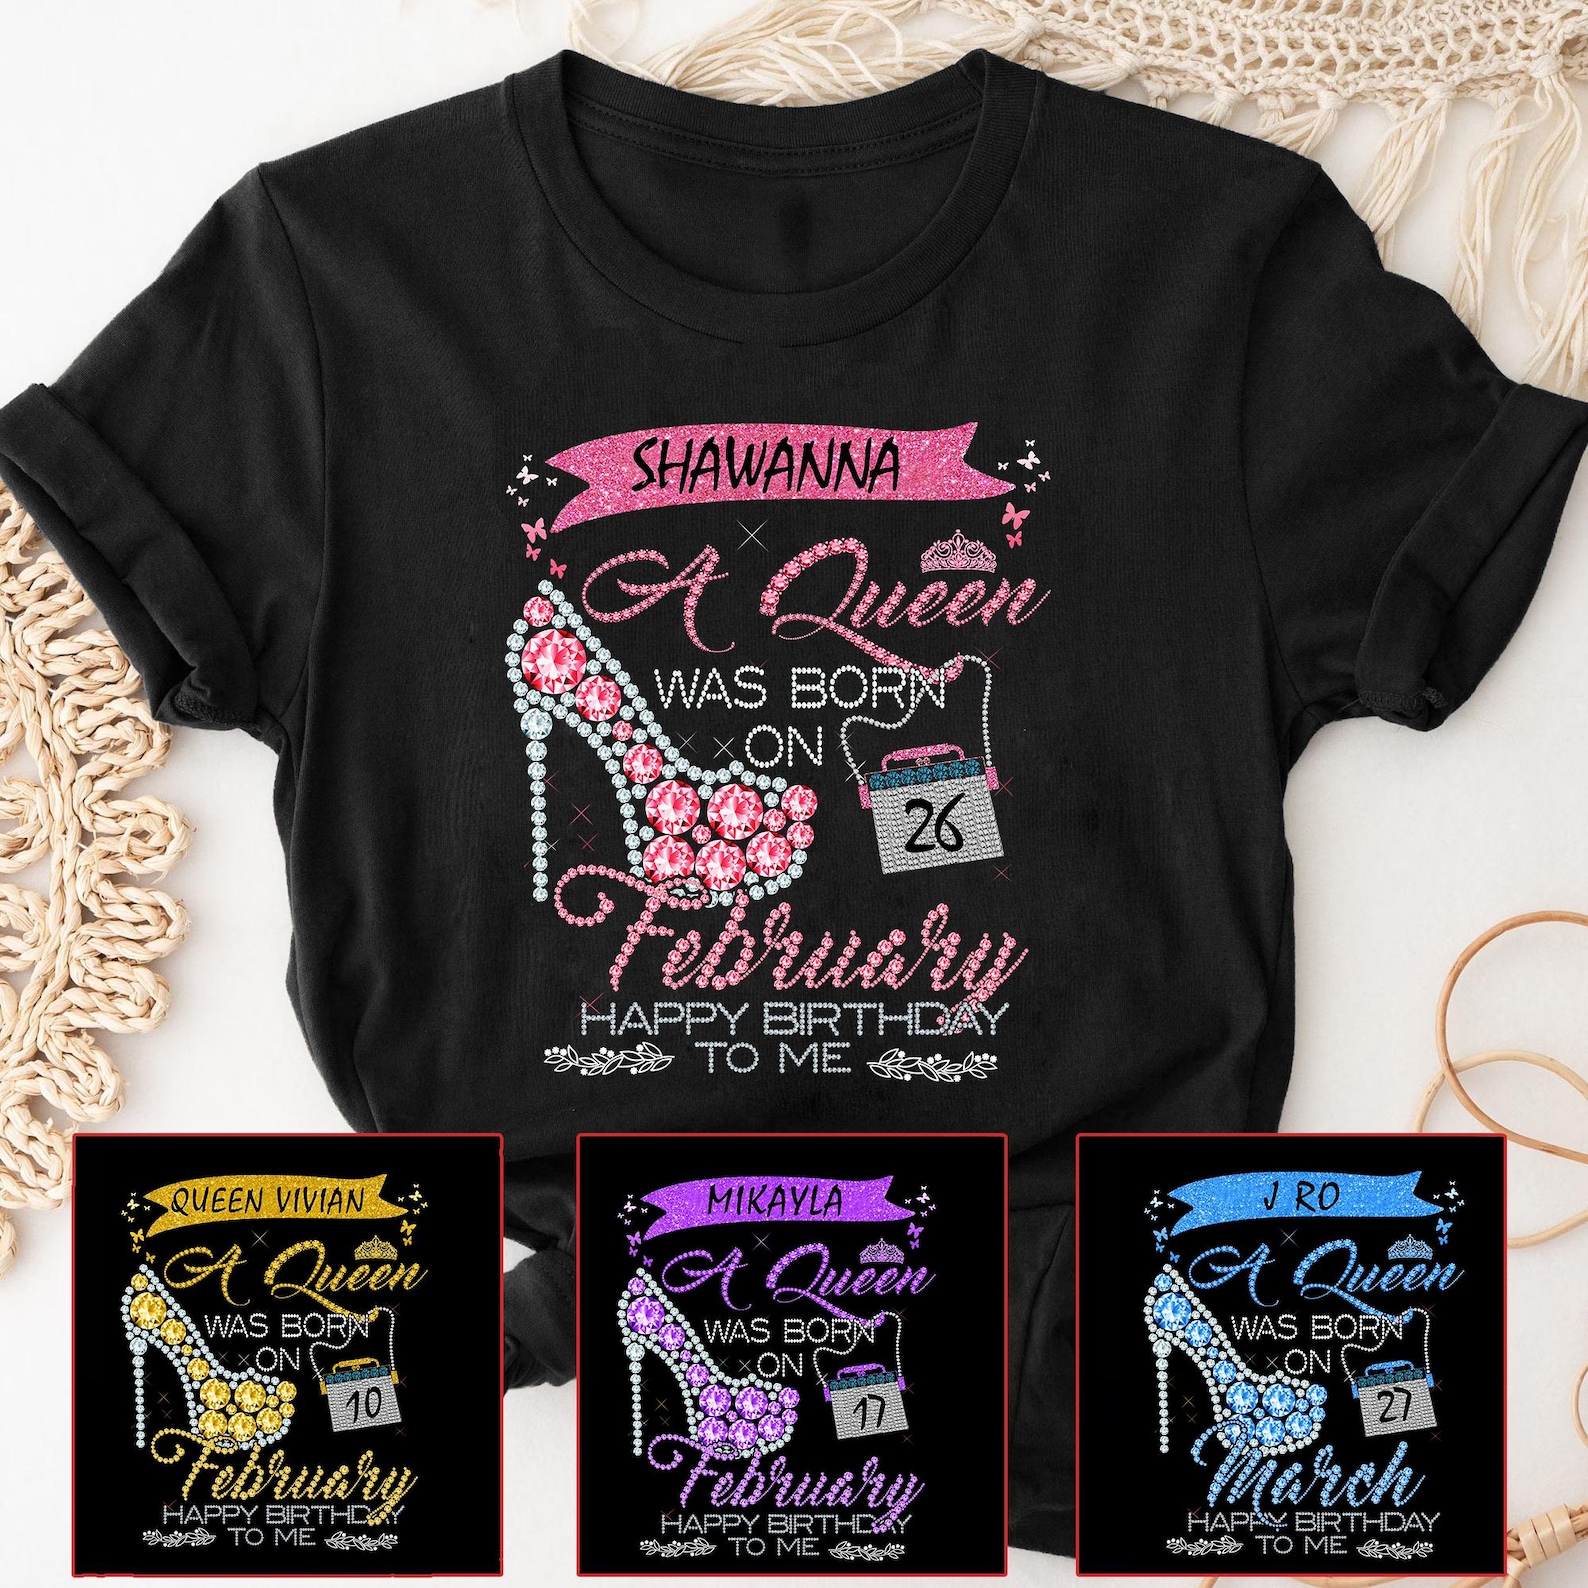 SHAWANNA
A Queen
WAS BORN
ON
26
February
HAPPY BIRTHDAY
TO ME
QUEEN VIVIAN
A Queen
WAS BORN
ON
10
February
HAPPY BIRTHDAY
TO ME
MIKAYLA
A Queen
WAS BORN
ON
17
February
HAPPY BIRTHDAY
TO ME
J RO
A Queen
WAS BORN
ON
27
March
HAPPY BIRTHDAY
TO ME